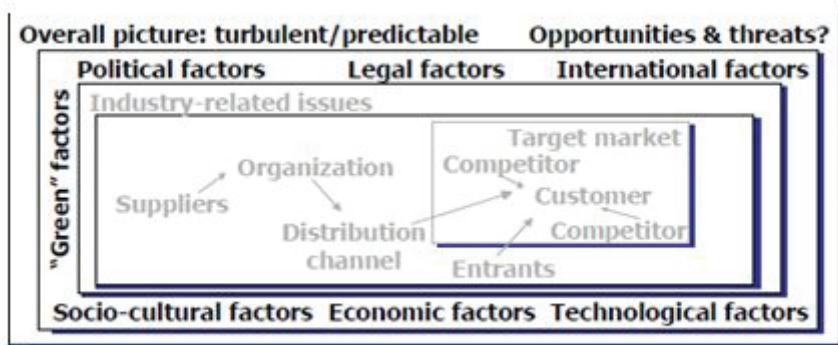 Overall picture: turbulent/predictable Opportunities & threats?
Political factors Legal factors International factors
"Green" factors
Industry-related issues
Target market
Organization
Competitor
Suppliers
Customer
Distribution
channel
Competitor
Entrants
Socio-cultural factors Economic factors Technological factors